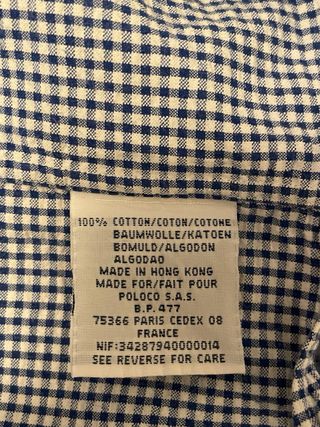 100% COTTON/COTON/COTONE
BAUMWOLLE/KATOEN
BOMULD/ALGODON
ALGODAO
MADE IN HONG KONG
MADE FOR/FAIT POUR
POLOCO S.A.S.
B.P. 477
75366 PARIS CEDEX 08
FRANCE
NIF:34287940000014
SEE REVERSE FOR CARE